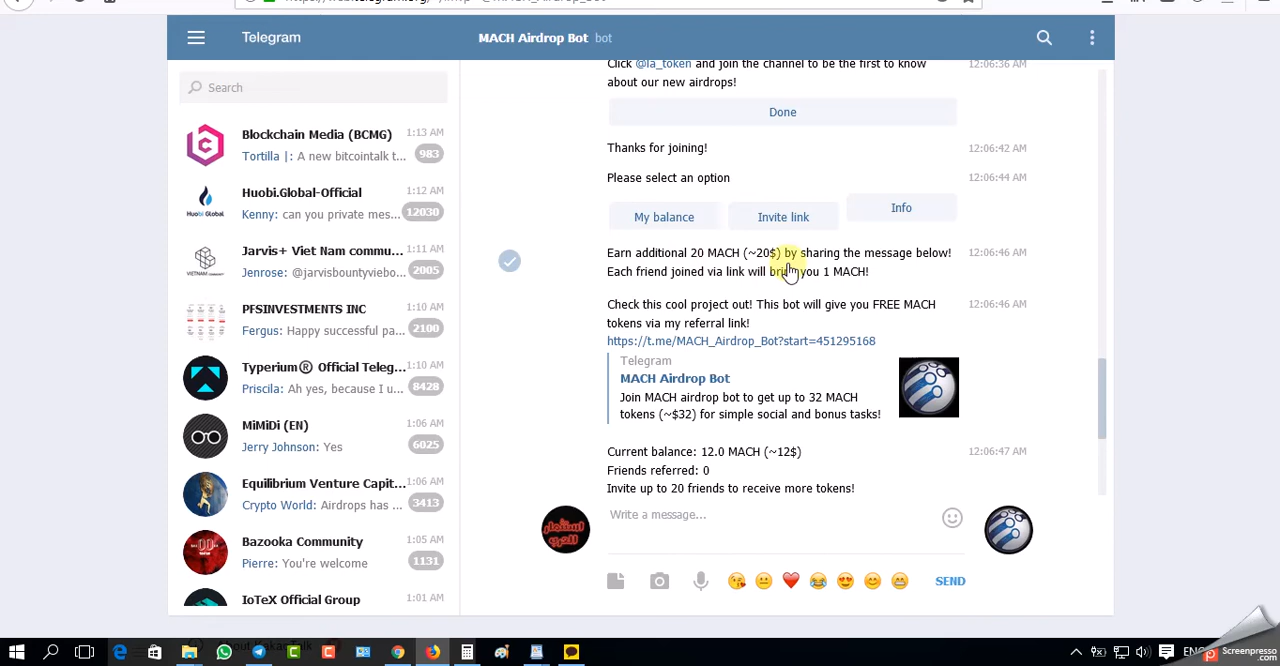 Telegram
MACH Airdrop Bot bot
Search
Blockchain Media (BCMG) 1:13 AM
Tortilla |: A new bitcointalk t... 983
Huobi.Global-Official 1:12 AM
Kenny: can you private mes... 12030
Jarvis+ Viet Nam commu... 1:11 AM
Jenrose: @jarvisbountyviebo... 2005
PFSINVESTMENTS INC 1:10 AM
Fergus: Happy successful pa... 2100
Typerium® Official Teleg... 1:10 AM
Priscila: Ah yes, because I u... 8428
MiMiDi (EN) 1:06 AM
Jerry Johnson: Yes 6025
Equilibrium Venture Capit... 1:06 AM
Crypto World: Airdrops has ... 3413
Bazooka Community 1:05 AM
Pierre: You're welcome 1131
IoTeX Official Group 1:01 AM
Click @la_token and join the channel to be the first to know 12:06:36 AM
about our new airdrops!
Done
Thanks for joining! 12:06:42 AM
Please select an option 12:06:44 AM
My balance Invite link Info
Earn additional 20 MACH (~20$) by sharing the message below! 12:06:46 AM
Each friend joined via link will bring you 1 MACH!
Check this cool project out! This bot will give you FREE MACH 12:06:46 AM
tokens via my referral link!
https://t.me/MACH_Airdrop_Bot?start=451295168
Telegram
MACH Airdrop Bot
Join MACH airdrop bot to get up to 32 MACH
tokens (~$32) for simple social and bonus tasks!
Current balance: 12.0 MACH (~12$) 12:06:47 AM
Friends referred: 0
Invite up to 20 friends to receive more tokens!
Write a message...
استثمار
للعرب
SEND
Screenpresso
.com